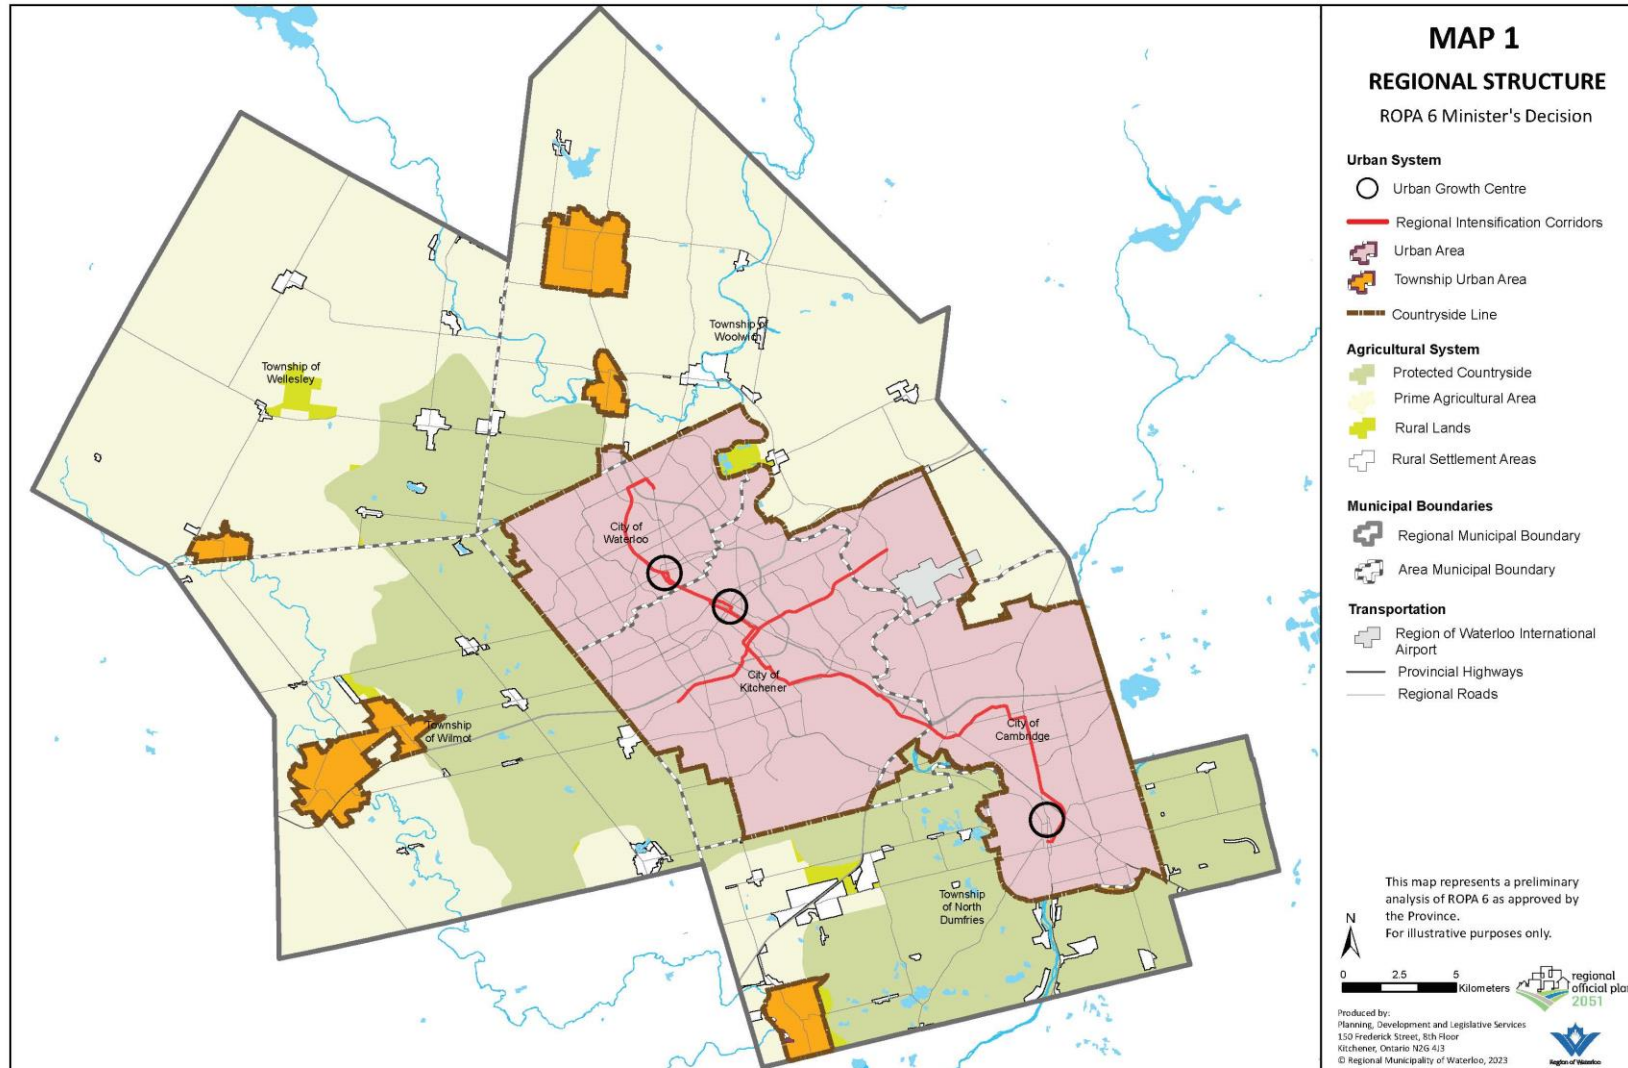 MAP 1
REGIONAL STRUCTURE
ROPA 6 Minister's Decision
Urban System
Urban Growth Centre
Regional Intensification Corridors
Urban Area
Township Urban Area
Countryside Line
Agricultural System
Protected Countryside
Prime Agricultural Area
Rural Lands
Rural Settlement Areas
Municipal Boundaries
Regional Municipal Boundary
Area Municipal Boundary
Transportation
Region of Waterloo International
Airport
Provincial Highways
Regional Roads
This map represents a preliminary
analysis of ROPA 6 as approved by
the Province.
For illustrative purposes only.
N
0 2.5 5
Kilometers
regional
official plan
2051
Produced by:
Planning, Development and Legislative Services
150 Frederick Street, 8th Floor
Kitchener, Ontario N2G 4J3
© Regional Municipality of Waterloo, 2023
Region of Waterloo
Township of
Woolwich
Township of
Wellesley
City of
Waterloo
City of
Kitchener
Township
of Wilmot
City of
Cambridge
Township
of North
Dumfries